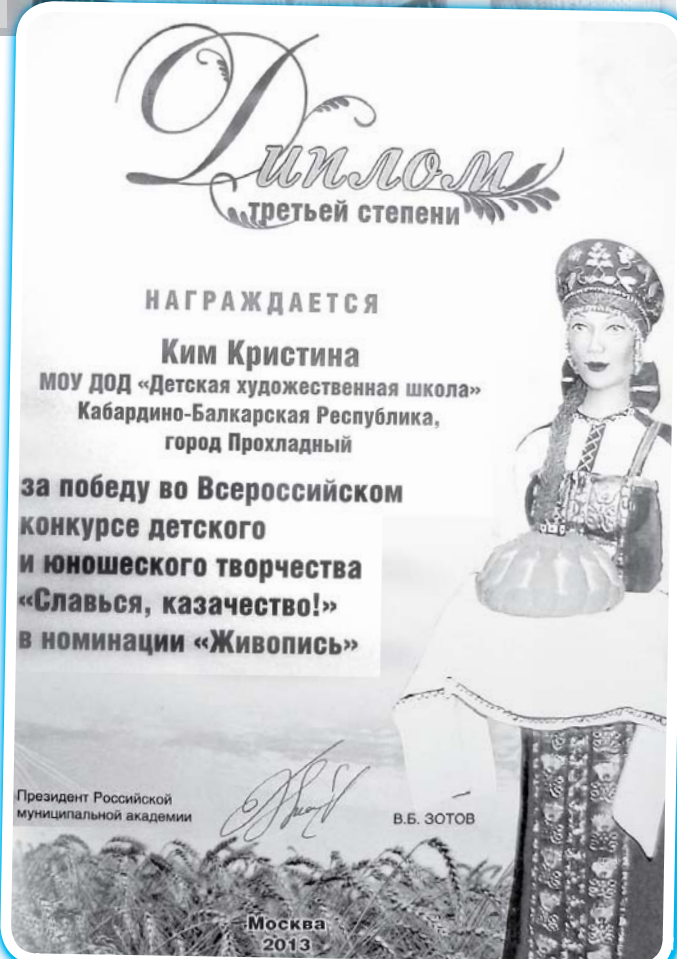 Диплом
третьей степени
НАГРАЖДАЕТСЯ
Ким Кристина
МОУ ДОД «Детская художественная школа»
Кабардино-Балкарская Республика,
город Прохладный
за победу во Всероссийском
конкурсе детского
и юношеского творчества
«Славься, казачество!»
в номинации «Живопись»
Президент Российской
муниципальной академии
В.Б. ЗОТОВ
Москва
2013